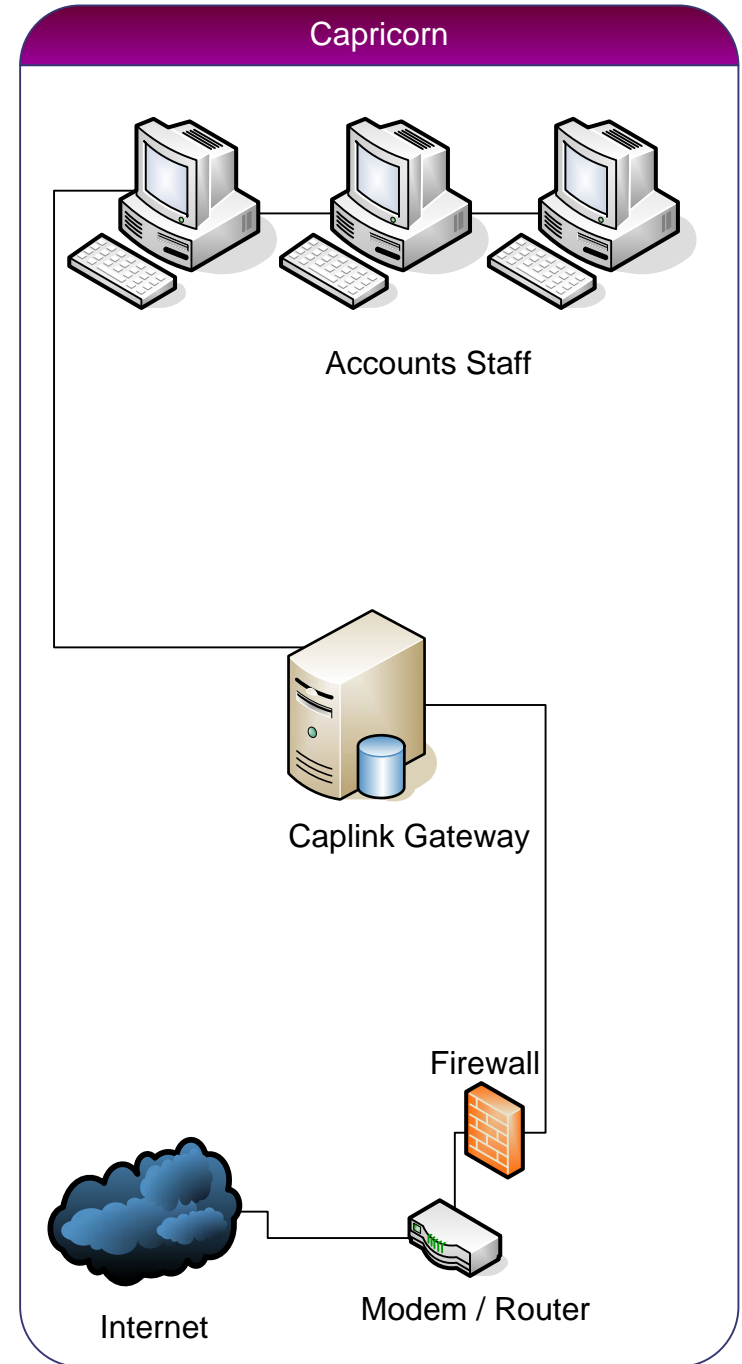 Capricorn
Accounts Staff
Caplink Gateway
Firewall
Modem / Router
Internet